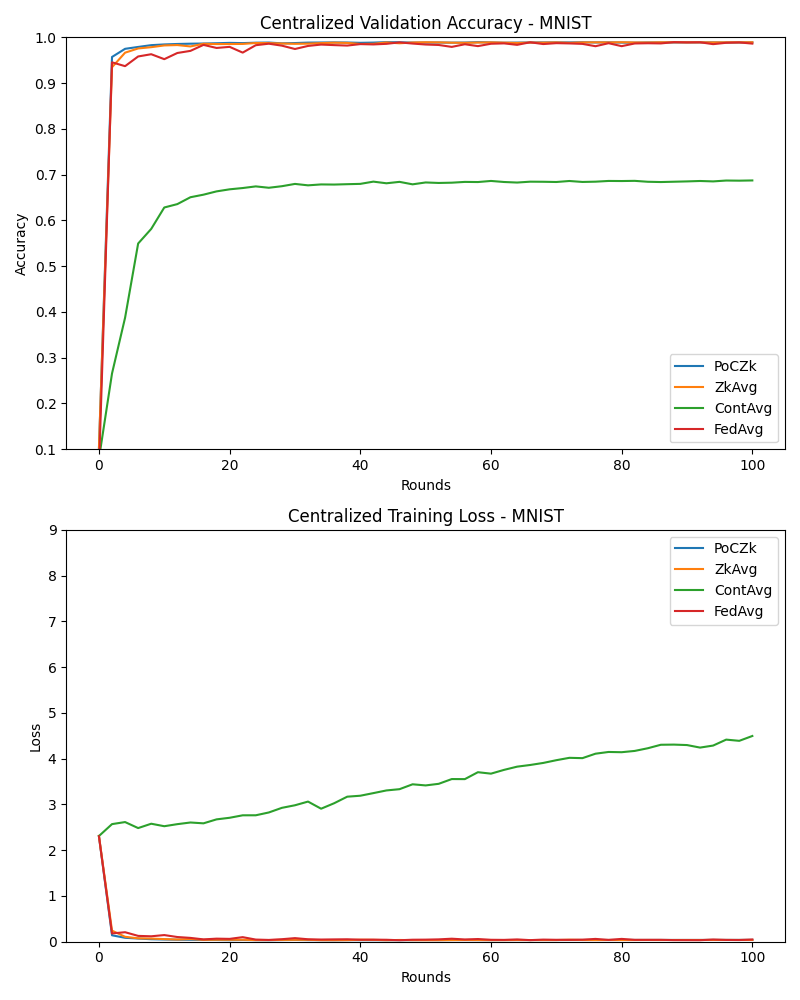 Centralized Validation Accuracy - MNIST
1.0
0.9
0.8
0.7
0.6
0.5
0.4
0.3
0.2
0.1
Accuracy
PoCZk
ZkAvg
ContAvg
FedAvg
0 20 40 60 80 100
Rounds
Centralized Training Loss - MNIST
9
8
7
6
5
4
3
2
1
0
Loss
PoCZk
ZkAvg
ContAvg
FedAvg
0 20 40 60 80 100
Rounds